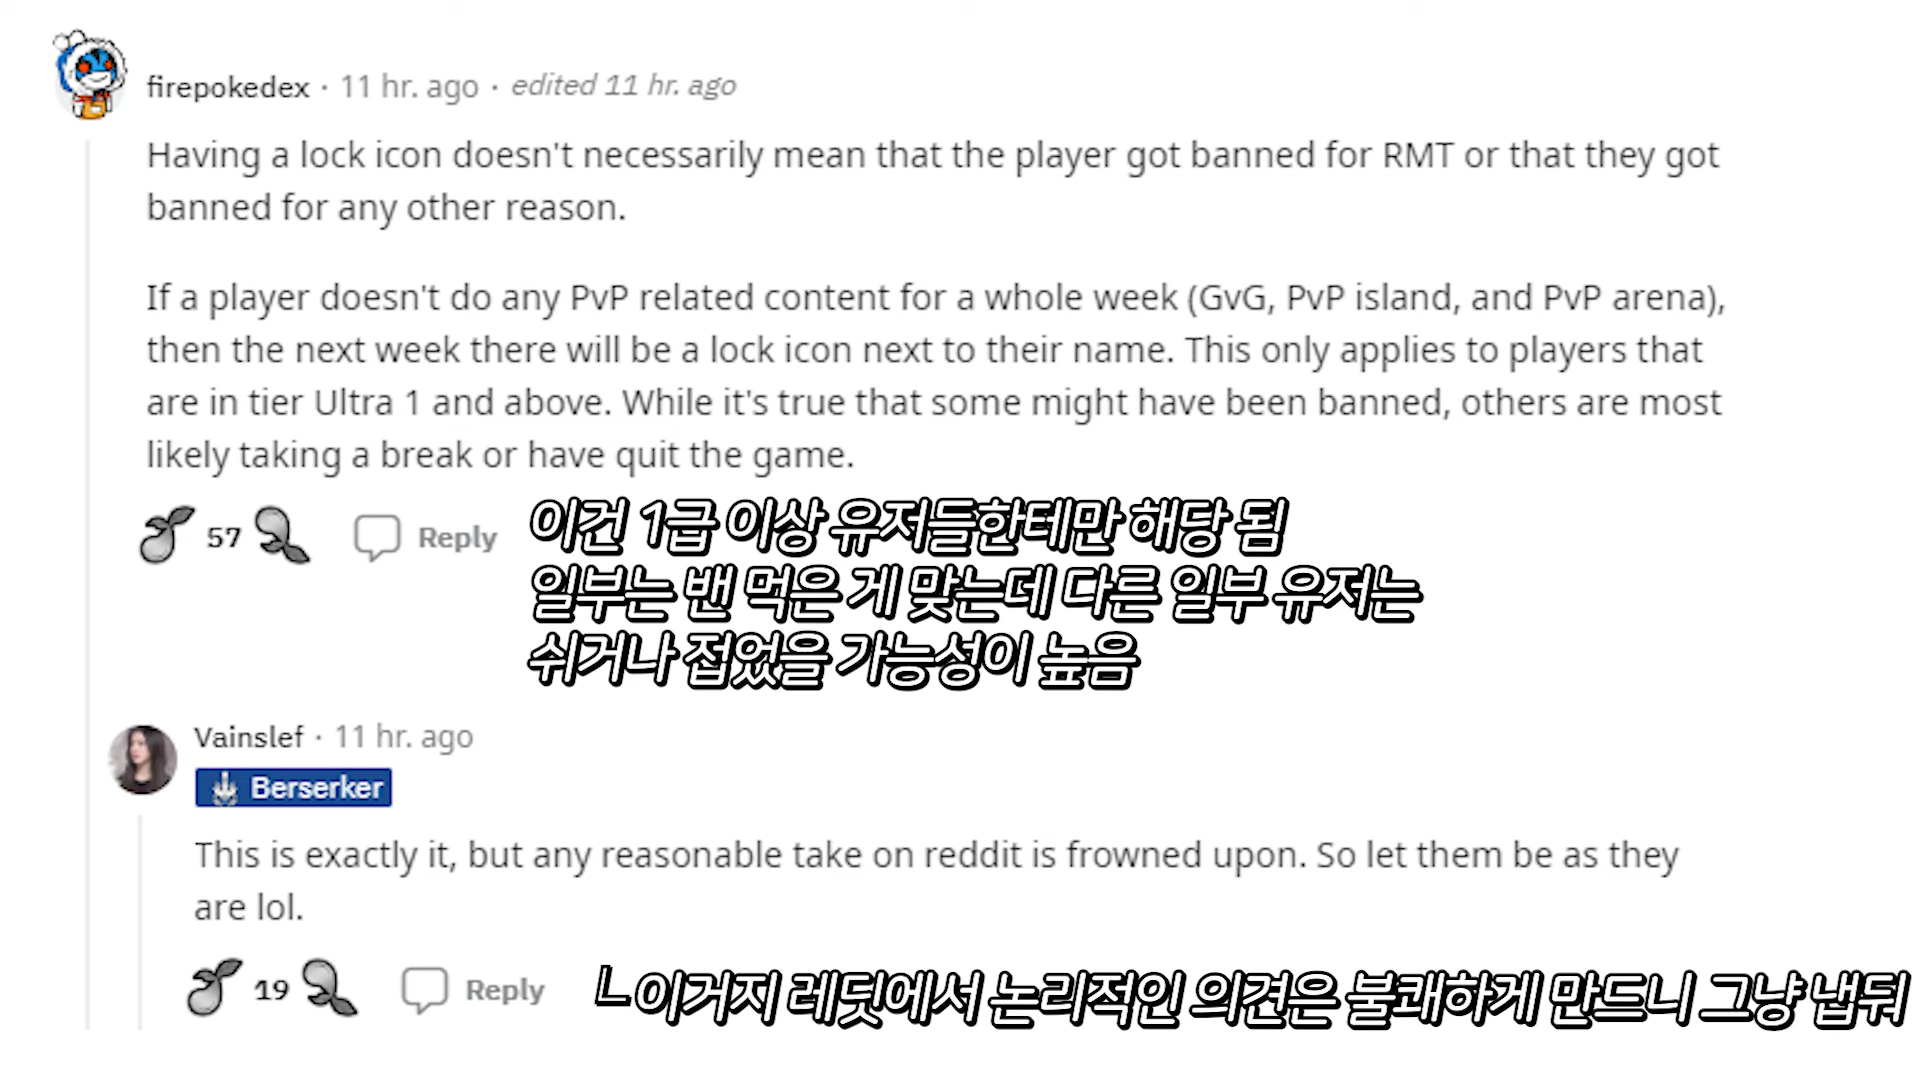 firepokedex · 11 hr. ago · edited 11 hr. ago
Having a lock icon doesn't necessarily mean that the player got banned for RMT or that they got
banned for any other reason.
If a player doesn't do any PvP related content for a whole week (GvG, PvP island, and PvP arena),
then the next week there will be a lock icon next to their name. This only applies to players that
are in tier Ultra 1 and above. While it's true that some might have been banned, others are most
likely taking a break or have quit the game.
57 Reply
이건 1급 이상 유저들한테만 해당 됨
일부는 밴 먹은 게 맞는데 다른 일부 유저는
쉬거나 접었을 가능성이 높음
Vainslef · 11 hr. ago
Berserker
This is exactly it, but any reasonable take on reddit is frowned upon. So let them be as they
are lol.
19 Reply
ㄴ이거지 레딧에서 논리적인 의견은 불쾌하게 만드니 그냥 냅둬